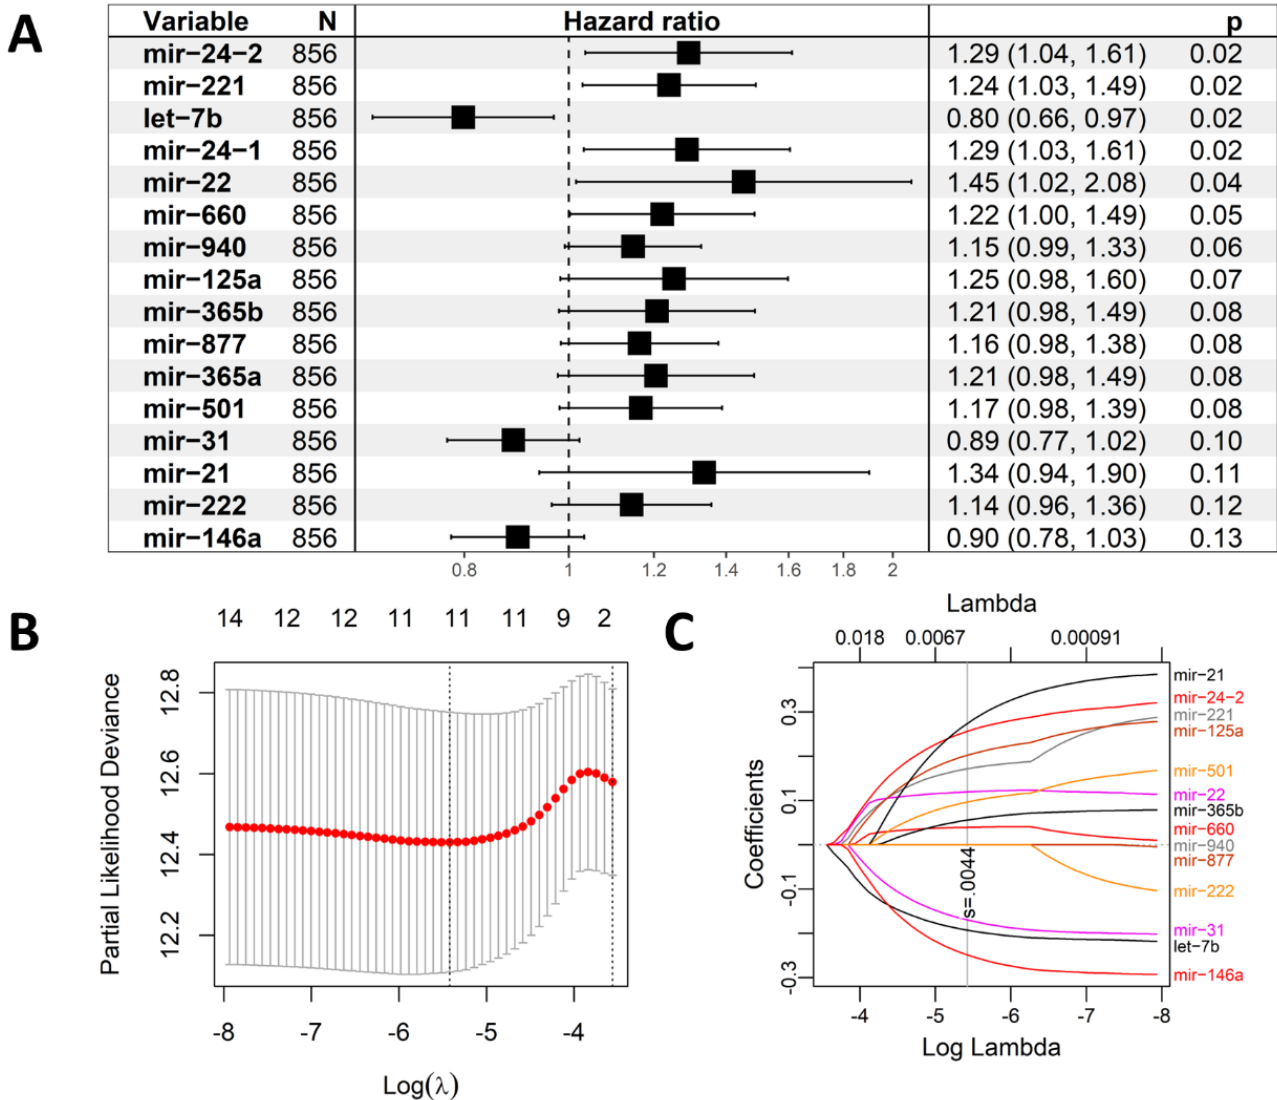 A
Variable N Hazard ratio p
mir−24−2 856 1.29 (1.04, 1.61) 0.02
mir−221 856 1.24 (1.03, 1.49) 0.02
let−7b 856 0.80 (0.66, 0.97) 0.02
mir−24−1 856 1.29 (1.03, 1.61) 0.02
mir−22 856 1.45 (1.02, 2.08) 0.04
mir−660 856 1.22 (1.00, 1.49) 0.05
mir−940 856 1.15 (0.99, 1.33) 0.06
mir−125a 856 1.25 (0.98, 1.60) 0.07
mir−365b 856 1.21 (0.98, 1.49) 0.08
mir−877 856 1.16 (0.98, 1.38) 0.08
mir−365a 856 1.21 (0.98, 1.49) 0.08
mir−501 856 1.17 (0.98, 1.39) 0.08
mir−31 856 0.89 (0.77, 1.02) 0.10
mir−21 856 1.34 (0.94, 1.90) 0.11
mir−222 856 1.14 (0.96, 1.36) 0.12
mir−146a 856 0.90 (0.78, 1.03) 0.13
0.8 1 1.2 1.4 1.6 1.8 2
B
14 12 12 11 11 11 9 2
Partial Likelihood Deviance
12.8
12.6
12.4
12.2
-8 -7 -6 -5 -4
Log(λ)
C
Lambda
0.018 0.0067 0.00091
Coefficients
0.3
0.1
-0.1
-0.3
s=.0044
mir−21
mir−24−2
mir−221
mir−125a
mir−501
mir−22
mir−365b
mir−660
mir−940
mir−877
mir−222
mir−31
let−7b
mir−146a
-4 -5 -6 -7 -8
Log Lambda